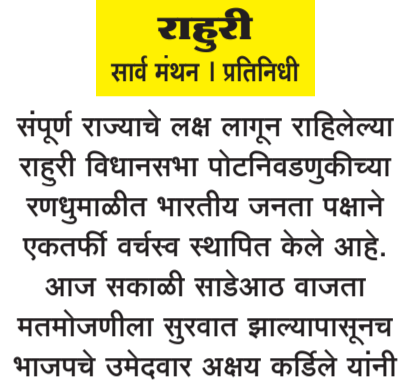 राहुरी
सार्व मंथन । प्रतिनिधी
संपूर्ण राज्याचे लक्ष लागून राहिलेल्या
राहुरी विधानसभा पोटनिवडणुकीच्या
रणधुमाळीत भारतीय जनता पक्षाने
एकतर्फी वर्चस्व स्थापित केले आहे.
आज सकाळी साडेआठ वाजता
मतमोजणीला सुरवात झाल्यापासूनच
भाजपचे उमेदवार अक्षय कर्डिले यांनी